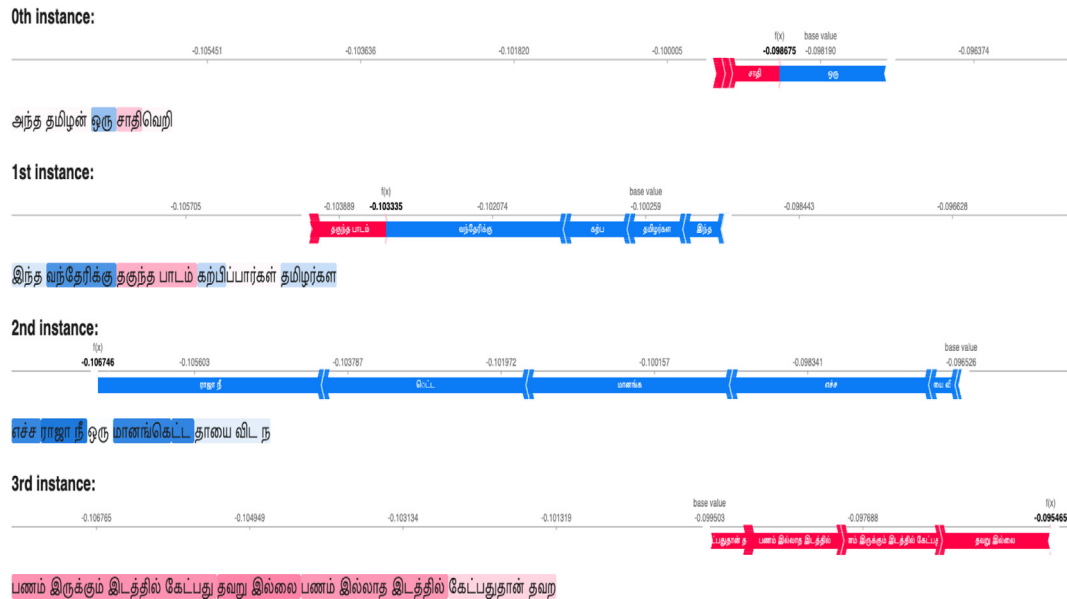 0th instance:
f(x) base value
-0.105451 -0.103636 -0.101820 -0.100005 -0.098675 -0.098190 -0.096374
சாதி ஒரு
அந்த தமிழன் ஒரு சாதிவெறி
1st instance:
f(x) base value
-0.105705 -0.103889 -0.103335 -0.102074 -0.100259 -0.098443 -0.096628
தகுந்த பாடம் வந்தேரிக்கு கற்ப தமிழர்கள இந்த
இந்த வந்தேரிக்கு தகுந்த பாடம் கற்பிப்பார்கள் தமிழர்கள
2nd instance:
f(x) base value
-0.106746 -0.105603 -0.103787 -0.101972 -0.100157 -0.098341 -0.096526
ராஜா நீ கெட்ட மானங்க எச்ச யை வி
எச்ச ராஜா நீ ஒரு மானங்கெட்ட தாயை விட ந
3rd instance:
base value f(x)
-0.106765 -0.104949 -0.103134 -0.101319 -0.099503 -0.097688 -0.095465
பணம் இல்லாத இடத்தில் இருக்கும் இடத்தில் தவறு இல்லை
பணம் இருக்கும் இடத்தில் கேட்பது தவறு இல்லை பணம் இல்லாத இடத்தில் கேட்பதுதான் தவற